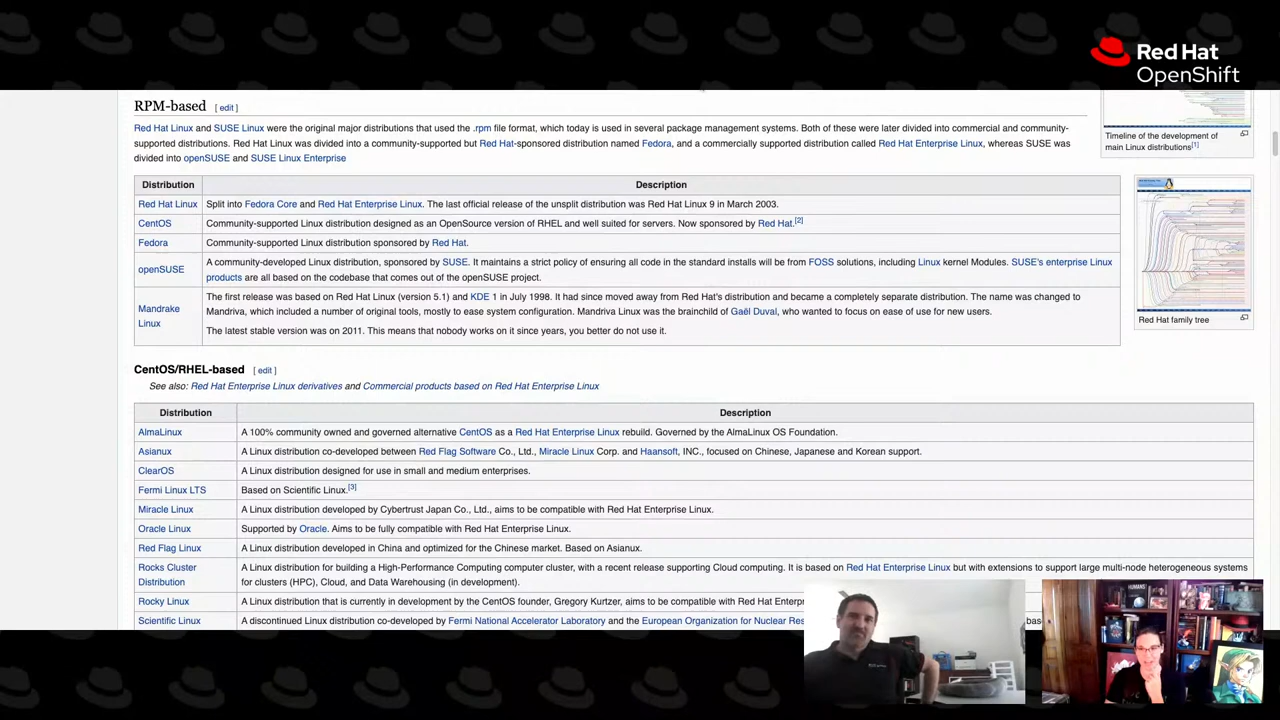 Red Hat
OpenShift
RPM-based [ edit ]
Red Hat Linux and SUSE Linux were the original major distributions that used the .rpm file format, which today is used in several package management systems. Both of these were later divided into commercial and community-
supported distributions. Red Hat Linux was divided into a community-supported but Red Hat-sponsored distribution named Fedora, and a commercially supported distribution called Red Hat Enterprise Linux, whereas SUSE was
divided into openSUSE and SUSE Linux Enterprise
Timeline of the development of
main Linux distributions[1]
Distribution Description
Red Hat Linux Split into Fedora Core and Red Hat Enterprise Linux. The last official release of the unsplit distribution was Red Hat Linux 9 in March 2003.
CentOS Community-supported Linux distribution designed as an OpenSource version of RHEL and well suited for servers. Now sponsored by Red Hat.[2]
Fedora Community-supported Linux distribution sponsored by Red Hat.
openSUSE A community-developed Linux distribution, sponsored by SUSE. It maintains a strict policy of ensuring all code in the standard installs will be from FOSS solutions, including Linux kernel Modules. SUSE's enterprise Linux
products are all based on the codebase that comes out of the openSUSE project.
Mandrake
Linux
The first release was based on Red Hat Linux (version 5.1) and KDE 1 in July 1998. It had since moved away from Red Hat's distribution and became a completely separate distribution. The name was changed to
Mandriva, which included a number of original tools, mostly to ease system configuration. Mandriva Linux was the brainchild of Gaël Duval, who wanted to focus on ease of use for new users.
The latest stable version was on 2011. This means that nobody works on it since years, you better do not use it.
Red Hat family tree
CentOS/RHEL-based [ edit ]
See also: Red Hat Enterprise Linux derivatives and Commercial products based on Red Hat Enterprise Linux
Distribution Description
AlmaLinux A 100% community owned and governed alternative CentOS as a Red Hat Enterprise Linux rebuild. Governed by the AlmaLinux OS Foundation.
Asianux A Linux distribution co-developed between Red Flag Software Co., Ltd., Miracle Linux Corp. and Haansoft, INC., focused on Chinese, Japanese and Korean support.
ClearOS A Linux distribution designed for use in small and medium enterprises.
Fermi Linux LTS Based on Scientific Linux.[3]
Miracle Linux A Linux distribution developed by Cybertrust Japan Co., Ltd., aims to be compatible with Red Hat Enterprise Linux.
Oracle Linux Supported by Oracle. Aims to be fully compatible with Red Hat Enterprise Linux.
Red Flag Linux A Linux distribution developed in China and optimized for the Chinese market. Based on Asianux.
Rocks Cluster
Distribution
A Linux distribution for building a High-Performance Computing computer cluster, with a recent release supporting Cloud computing. It is based on Red Hat Enterprise Linux but with extensions to support large multi-node heterogeneous systems
for clusters (HPC), Cloud, and Data Warehousing (in development).
Rocky Linux A Linux distribution that is currently in development by the CentOS founder, Gregory Kurtzer, aims to be compatible with Red Hat Enterp
Scientific Linux A discontinued Linux distribution co-developed by Fermi National Accelerator Laboratory and the European Organization for Nuclear Res